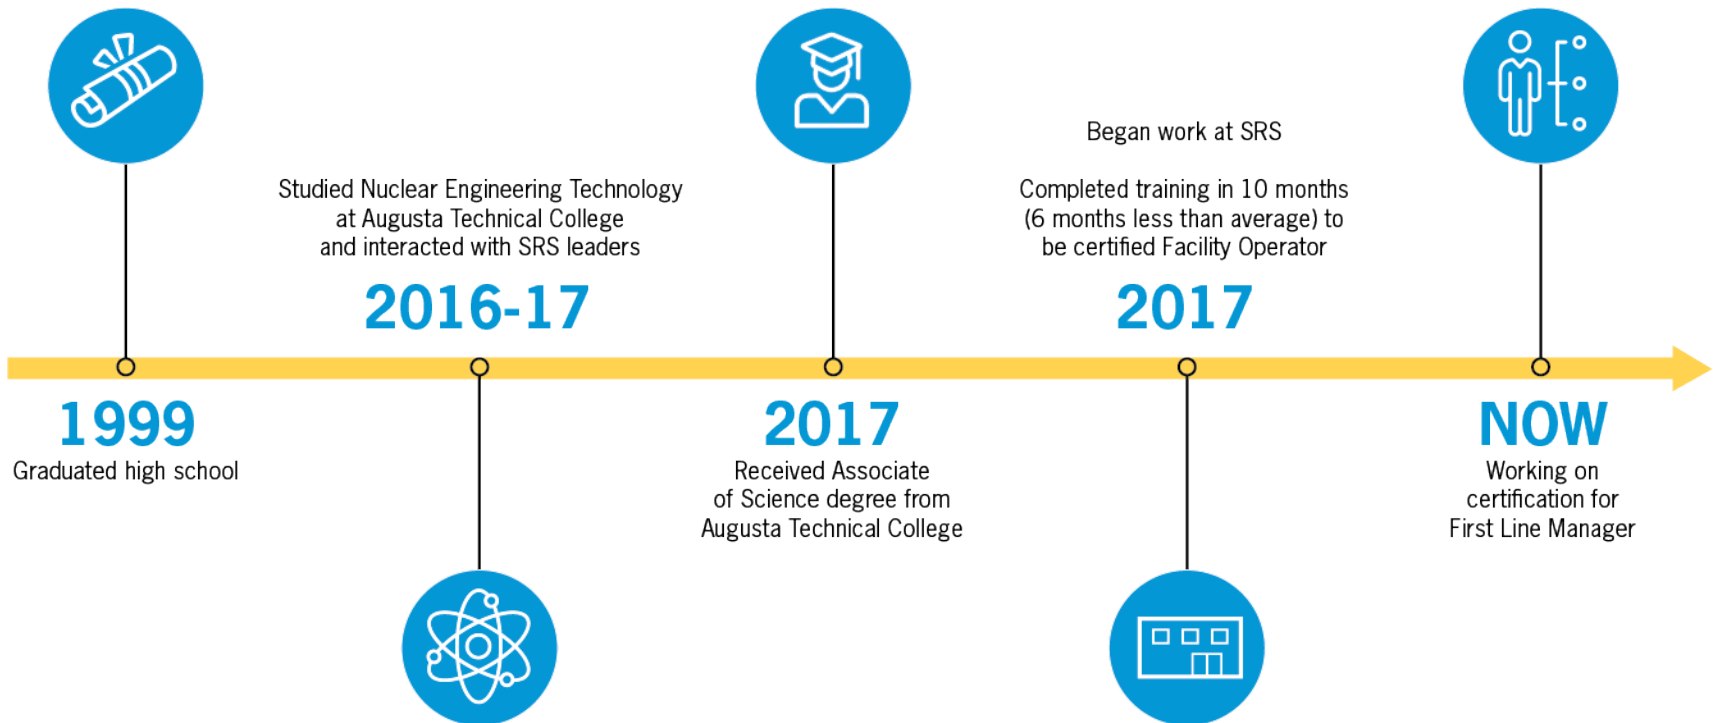 1999
Graduated high school
Studied Nuclear Engineering Technology
at Augusta Technical College
and interacted with SRS leaders
2016-17
2017
Received Associate
of Science degree from
Augusta Technical College
Began work at SRS
Completed training in 10 months
(6 months less than average) to
be certified Facility Operator
2017
NOW
Working on
certification for
First Line Manager